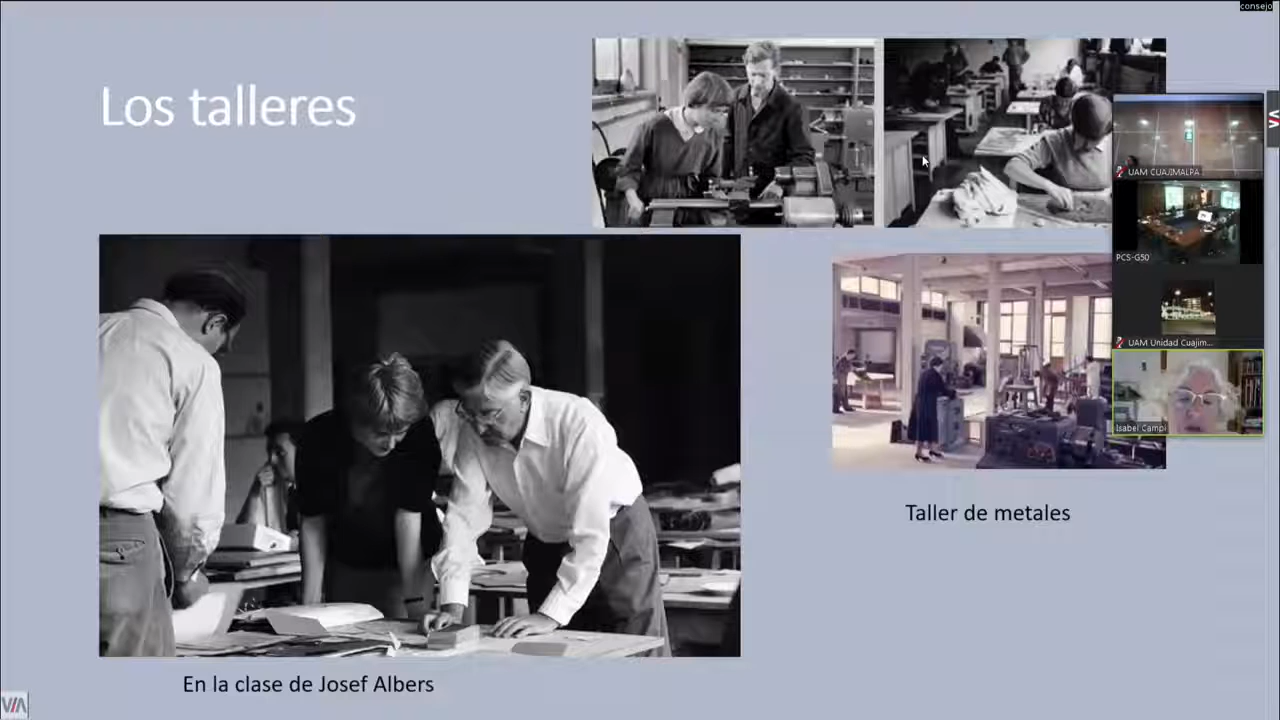 consejo
Los talleres
UAM CUAJIMALPA
PCS-G50
UAM Unidad Cuajim...
Isabel Campi
Taller de metales
En la clase de Josef Albers